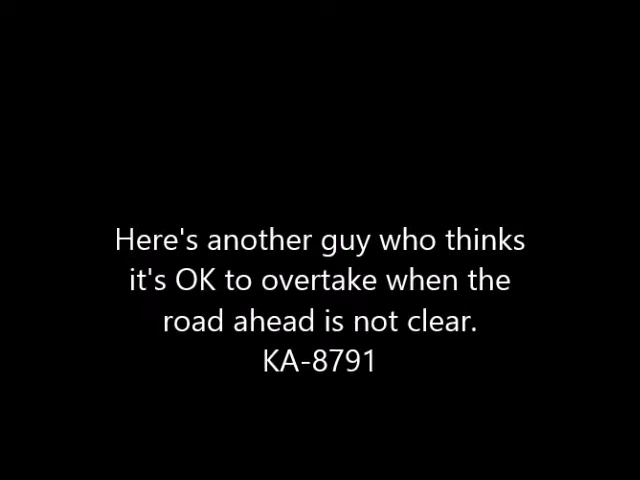 Here's another guy who thinks
it's OK to overtake when the
road ahead is not clear.
KA-8791